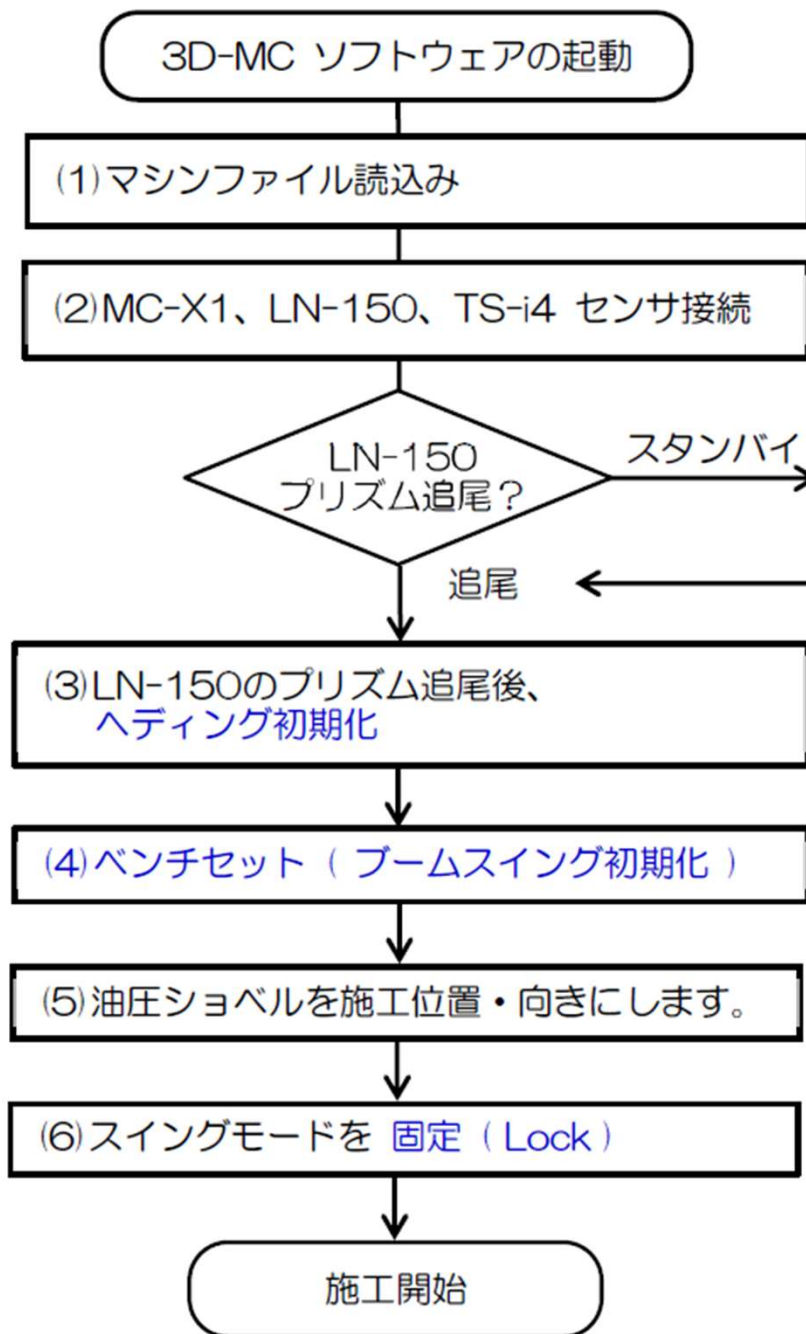 3D-MC ソフトウェアの起動
(1)マシンファイル読込み
(2)MC-X1、LN-150、TS-i4 センサ接続
LN-150
プリズム追尾？
スタンバイ
追尾
(3)LN-150のプリズム追尾後、
ヘディング初期化
(4)ベンチセット（ ブームスイング初期化 ）
(5)油圧ショベルを施工位置・向きにします。
(6)スイングモードを 固定（ Lock ）
施工開始